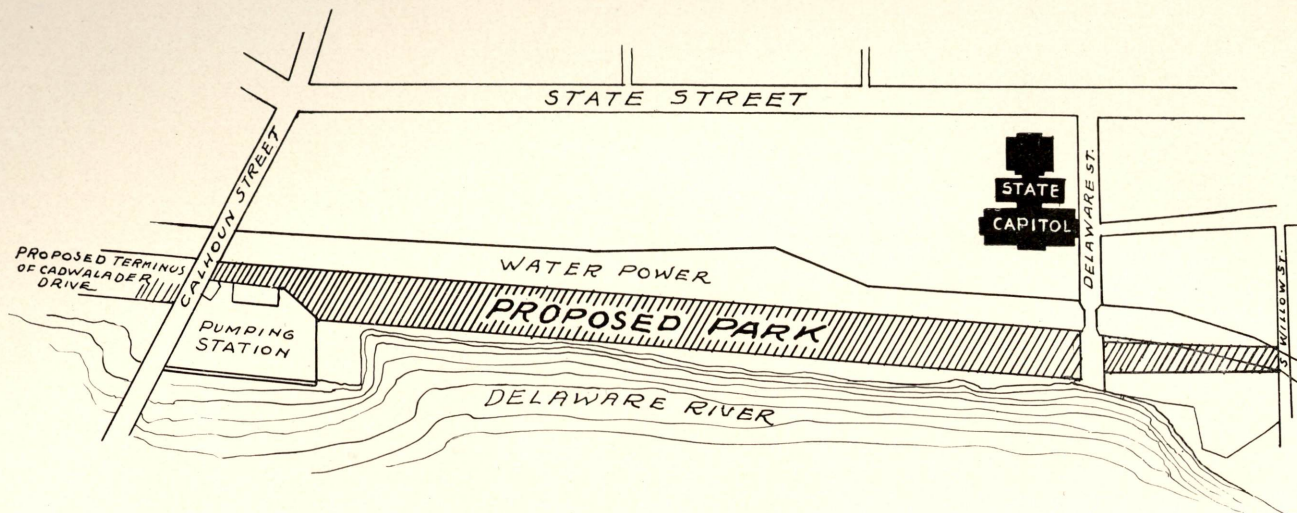 STATE STREET
CALHOUN STREET
STATE
CAPITOL
DELAWARE ST.
PROPOSED TERMINUS
OF CADWALADER
DRIVE
WATER POWER
PROPOSED PARK
PUMPING
STATION
S. WILLOW ST.
DELAWARE RIVER